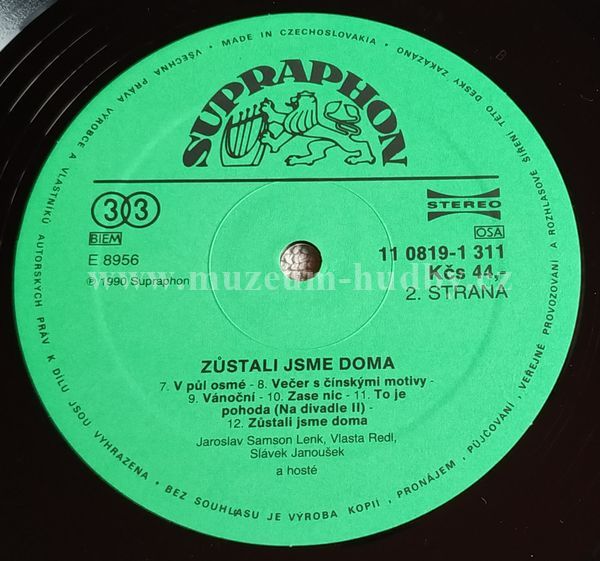 VŠECHNA PRÁVA VÝROBCE A VLASTNÍKŮ AUTORSKÝCH PRÁV K DÍLU JSOU VYHRAZENA • BEZ SOUHLASU JE VÝROBA KOPIÍ, PRONÁJEM, PŮJČOVÁNÍ, VEŘEJNÉ PROVOZOVÁNÍ A ROZHLASOVÉ ŠÍŘENÍ TÉTO DESKY ZAKÁZÁNO • MADE IN CZECHOSLOVAKIA •
SUPRAPHON
33
STEREO
BIEM
OSA
E 8956
11 0819-1 311
Kčs 44,-
℗ 1990 Supraphon
2. STRANA
www.muzeum-hudby.cz
ZŮSTALI JSME DOMA
7. V půl osmé - 8. Večer s čínskými motivy -
9. Vánoční - 10. Zase nic - 11. To je
pohoda (Na divadle II) -
12. Zůstali jsme doma
Jaroslav Samson Lenk, Vlasta Redl,
Slávek Janoušek
a hosté